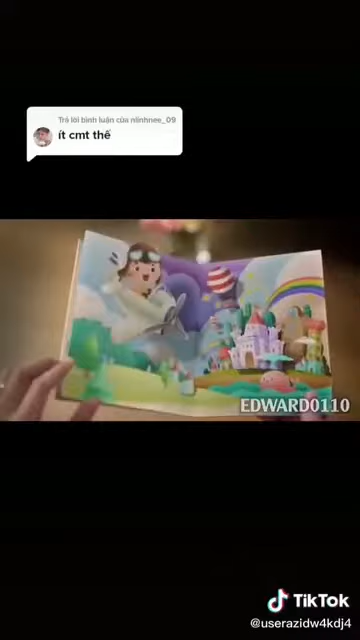 Trả lời bình luận của nlinhnee_09
ít cmt thế
EDWARD0110
TikTok
@userazidw4kdj4